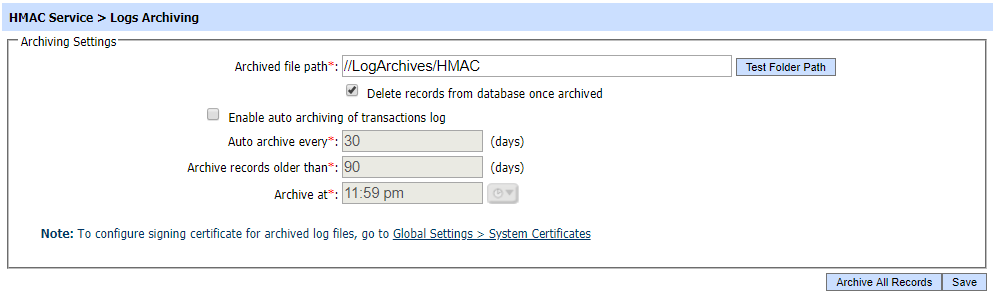 HMAC Service > Logs Archiving
Archiving Settings
Archived file path*: //LogArchives/HMAC Test Folder Path
Delete records from database once archived
Enable auto archiving of transactions log
Auto archive every*: 30 (days)
Archive records older than*: 90 (days)
Archive at*: 11:59 pm
Note: To configure signing certificate for archived log files, go to Global Settings > System Certificates
Archive All Records Save